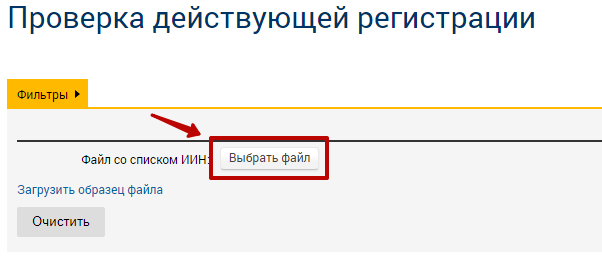 Проверка действующей регистрации
Фильтры
Файл со списком ИИН: Выбрать файл
Загрузить образец файла
Очистить